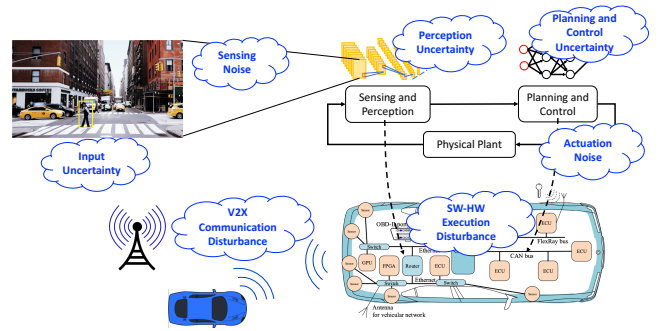 Sensing
Noise
Perception
Uncertainty
Planning and
Control
Uncertainty
Input
Uncertainty
Sensing and
Perception
Planning and
Control
Physical Plant
Actuation
Noise
V2X
Communication
Disturbance
SW-HW
Execution
Disturbance
OBD-II port
Switch
GPU
FPGA
Router
ECU
Ethernet
Switch
Switch
ECU
FlexRay bus
CAN bus
ECU
ECU
ECU
Antenna
for vehicular network